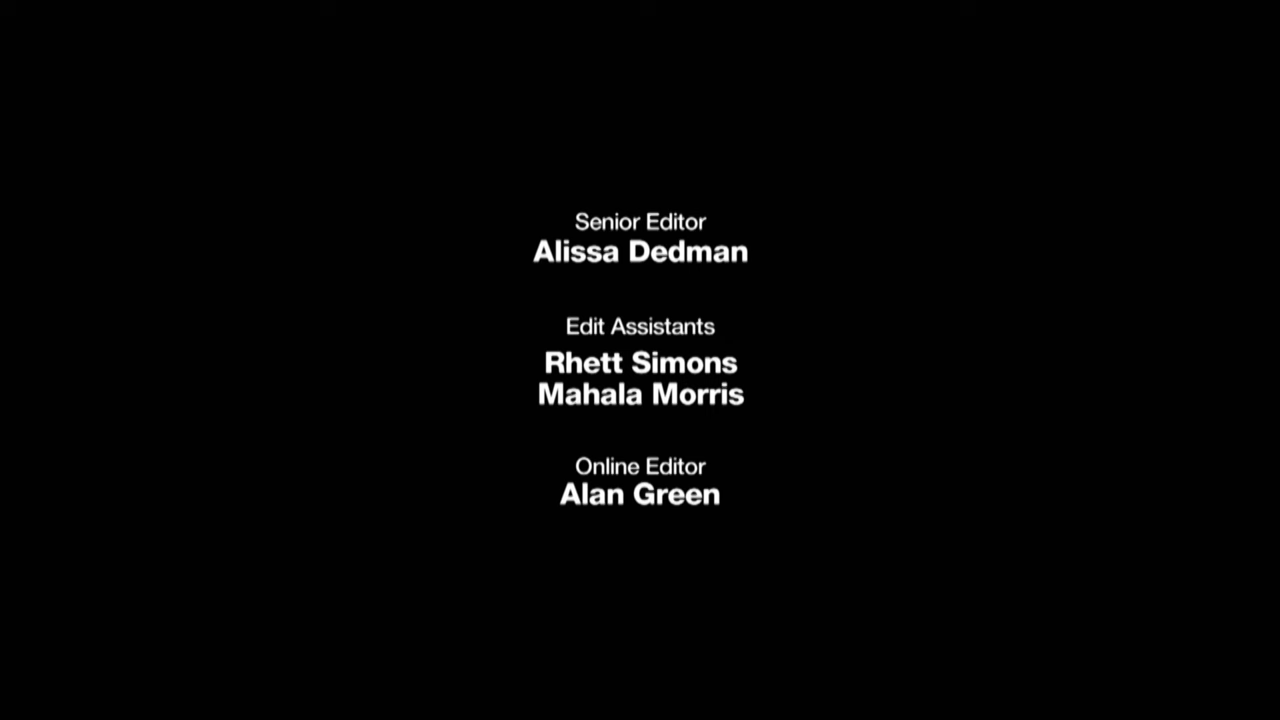 Senior Editor
Alissa Dedman
Edit Assistants
Rhett Simons
Mahala Morris
Online Editor
Alan Green